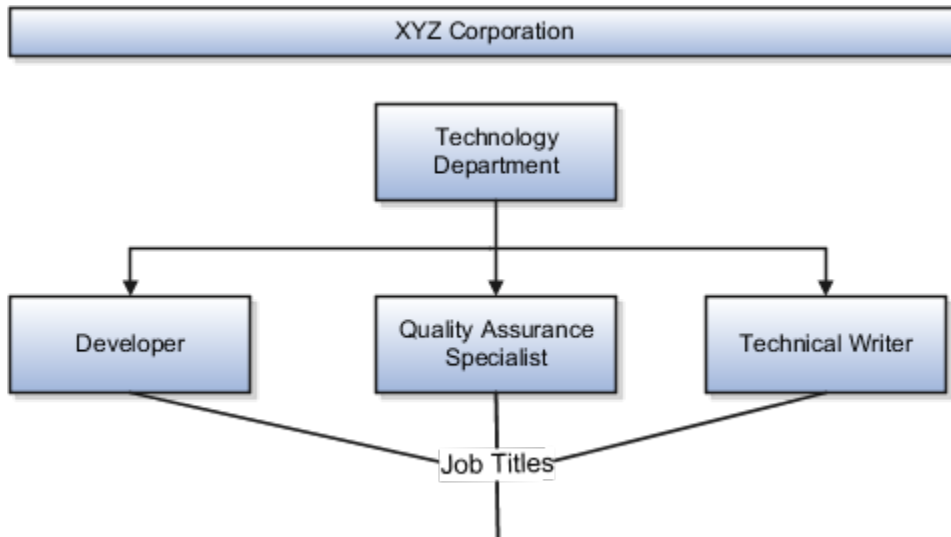 XYZ Corporation
Technology
Department
Developer
Quality Assurance
Specialist
Technical Writer
Job Titles